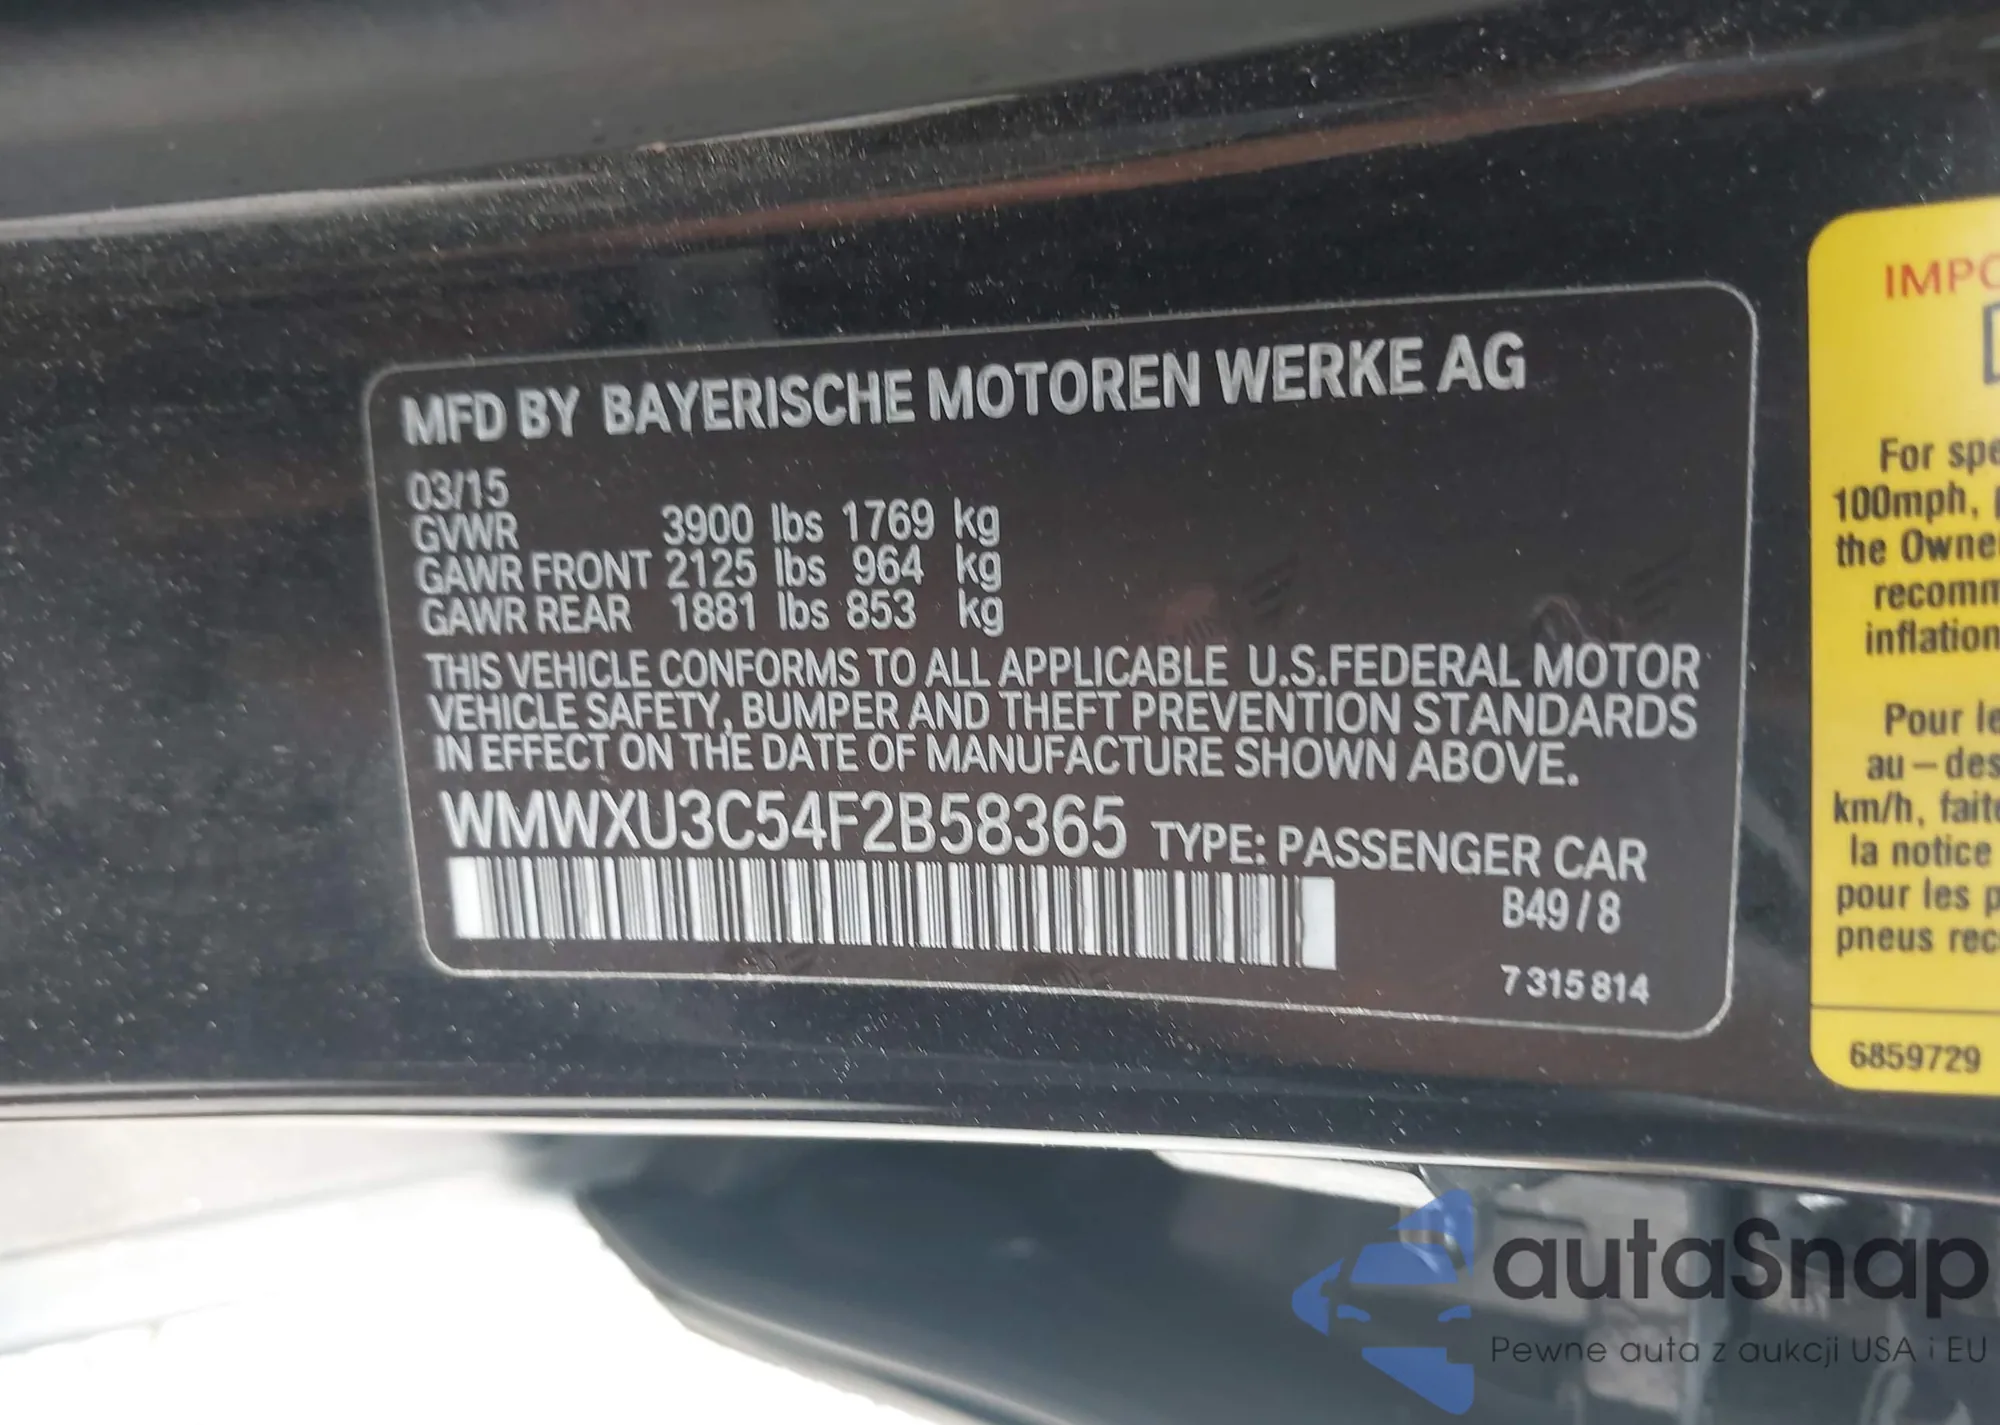 MFD BY BAYERISCHE MOTOREN WERKE AG
03/15
GVWR 3900 lbs 1769 kg
GAWR FRONT 2125 lbs 964 kg
GAWR REAR 1881 lbs 853 kg
THIS VEHICLE CONFORMS TO ALL APPLICABLE U.S.FEDERAL MOTOR
VEHICLE SAFETY, BUMPER AND THEFT PREVENTION STANDARDS
IN EFFECT ON THE DATE OF MANUFACTURE SHOWN ABOVE.
WMWXU3C54F2B58365 TYPE: PASSENGER CAR
B49/8
7 315 814
IMPO
For spe
100mph, p
the Owne
recomm
inflation
Pour le
au-des
km/h, faite
la notice
pour les p
pneus rec
6859729
autaSnap
Pewne auta z aukcji USA i EU